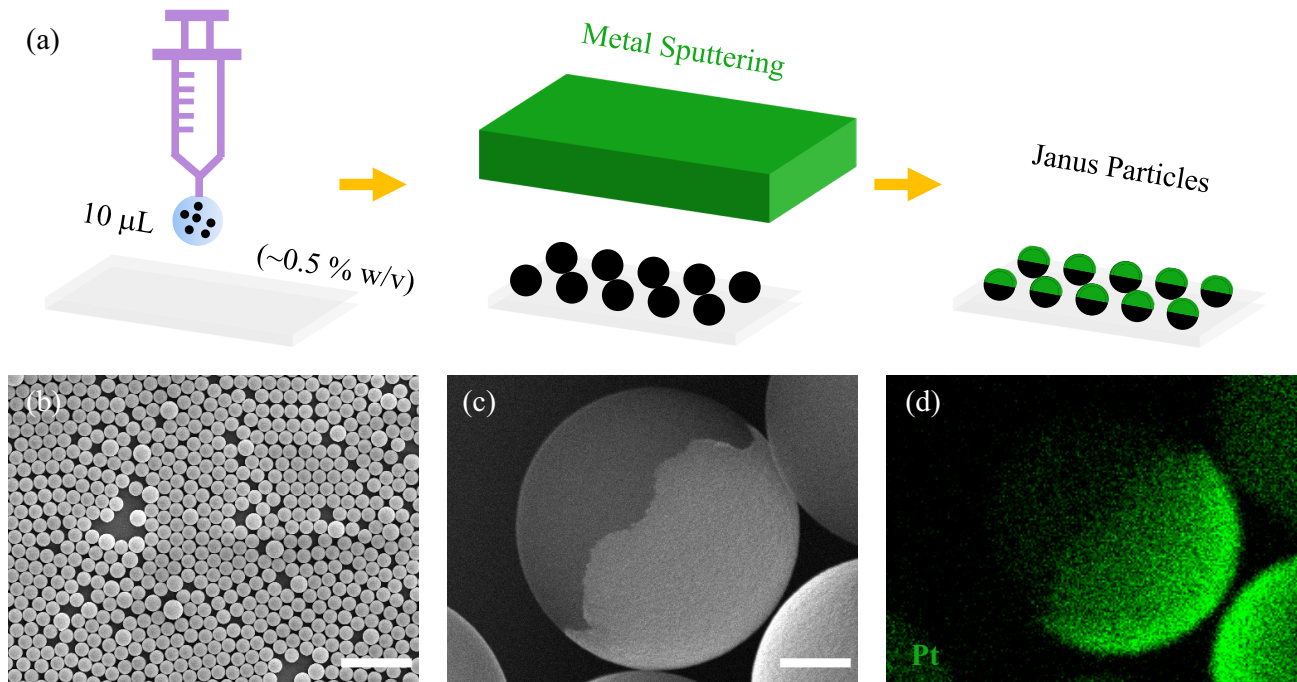 (a)
Metal Sputtering
Janus Particles
10 μL
(~0.5 % w/v)
(b)
(c)
(d)
Pt